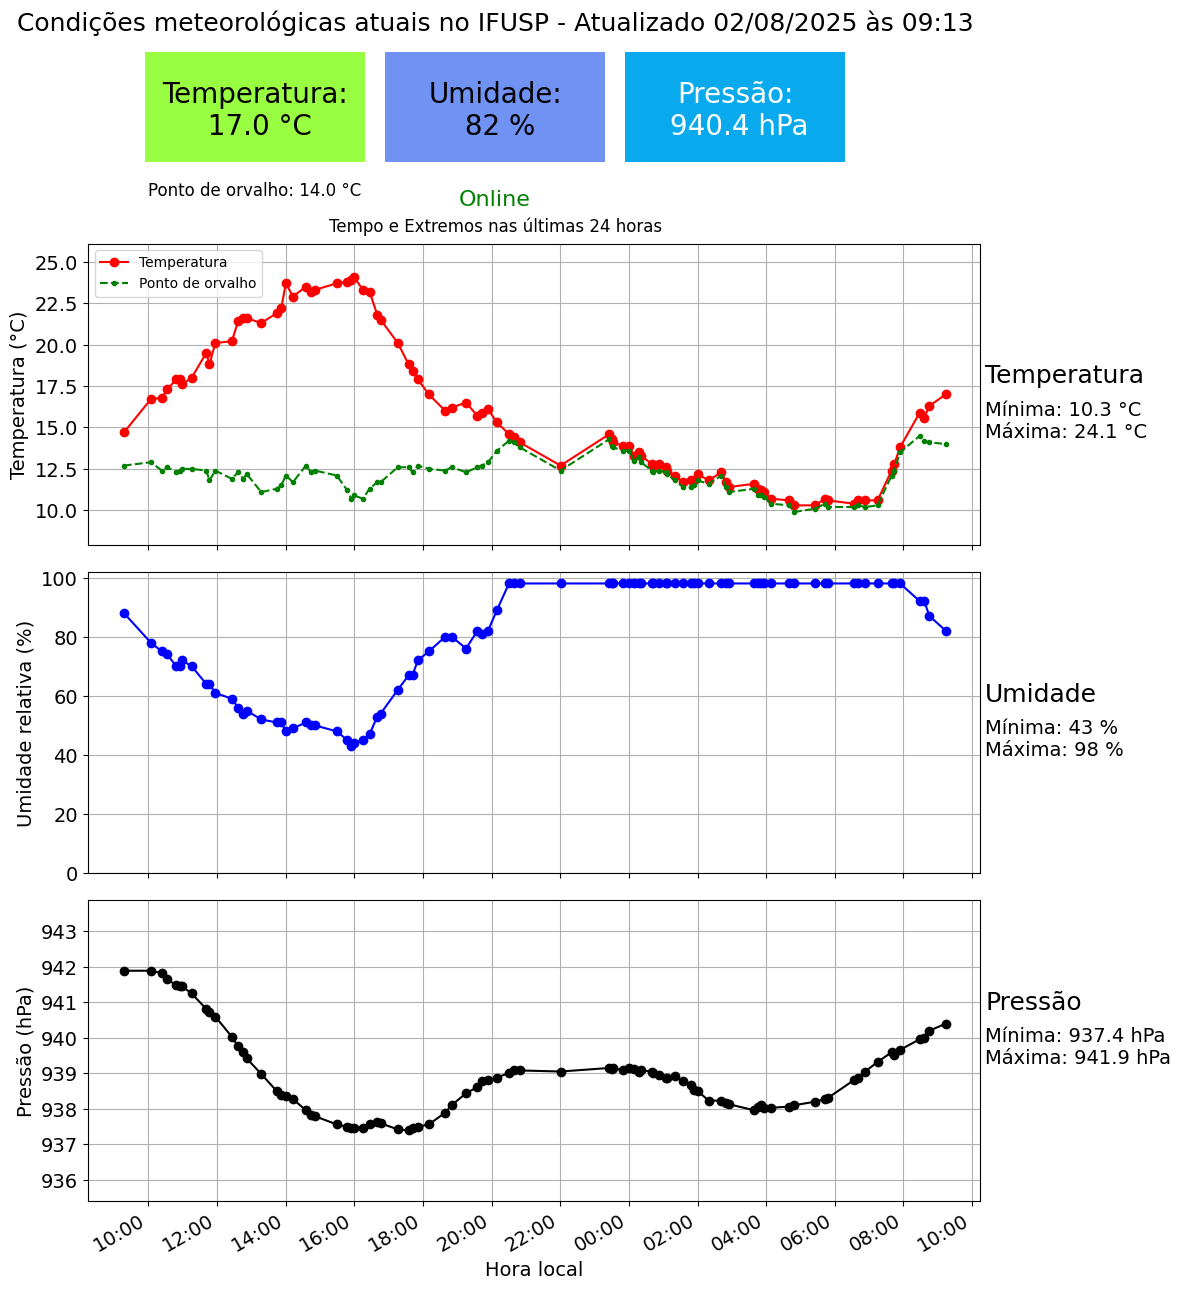 Condições meteorológicas atuais no IFUSP - Atualizado 02/08/2025 às 09:13
Temperatura:
17.0 °C
Umidade:
82 %
Pressão:
940.4 hPa
Ponto de orvalho: 14.0 °C
Online
Tempo e Extremos nas últimas 24 horas
Temperatura
Ponto de orvalho
Temperatura (°C)
25.0
22.5
20.0
17.5
15.0
12.5
10.0
Temperatura
Mínima: 10.3 °C
Máxima: 24.1 °C
Umidade relativa (%)
100
80
60
40
20
0
Umidade
Mínima: 43 %
Máxima: 98 %
Pressão (hPa)
943
942
941
940
939
938
937
936
Pressão
Mínima: 937.4 hPa
Máxima: 941.9 hPa
10:00
12:00
14:00
16:00
18:00
20:00
22:00
00:00
02:00
04:00
06:00
08:00
10:00
Hora local